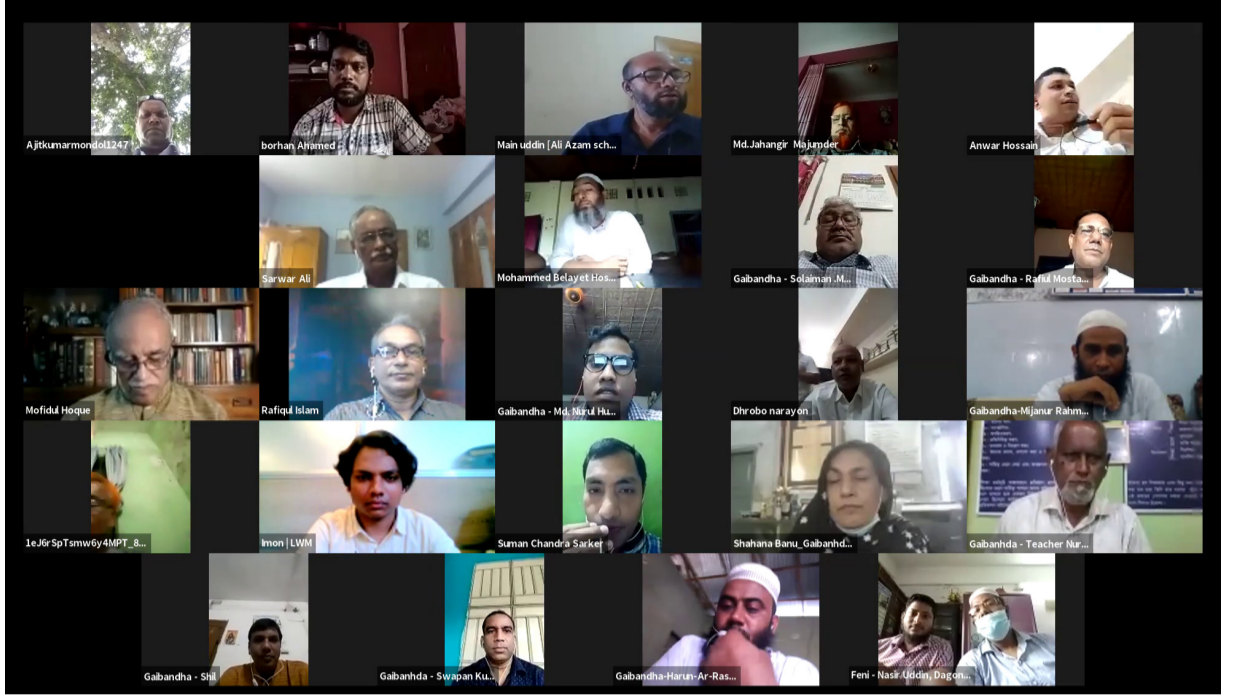 Ajitkumarmondol1247
borhan Ahamed
Main uddin [Ali Azam sch...
Md.Jahangir Majumder
Anwar Hossain
Sarwar Ali
Mohammed Belayet Hos...
Gaibandha - Solaiman .M...
Gaibandha - Rafiul Mosta...
Mofidul Hoque
Rafiqul Islam
Gaibandha - Md. Nurul Hu...
Dhrobo narayon
Gaibandha-Mijanur Rahm...
1eJ6rSpTsmw6y4MPT_8...
Imon | LWM
Suman Chandra Sarker
Shahana Banu_Gaibanhd...
Gaibanhda - Teacher Nur...
Gaibandha - Shil
Gaibanhda - Swapan Ku...
Gaibandha-Harun-Ar-Ras...
Feni - Nasir Uddin, Dagon...